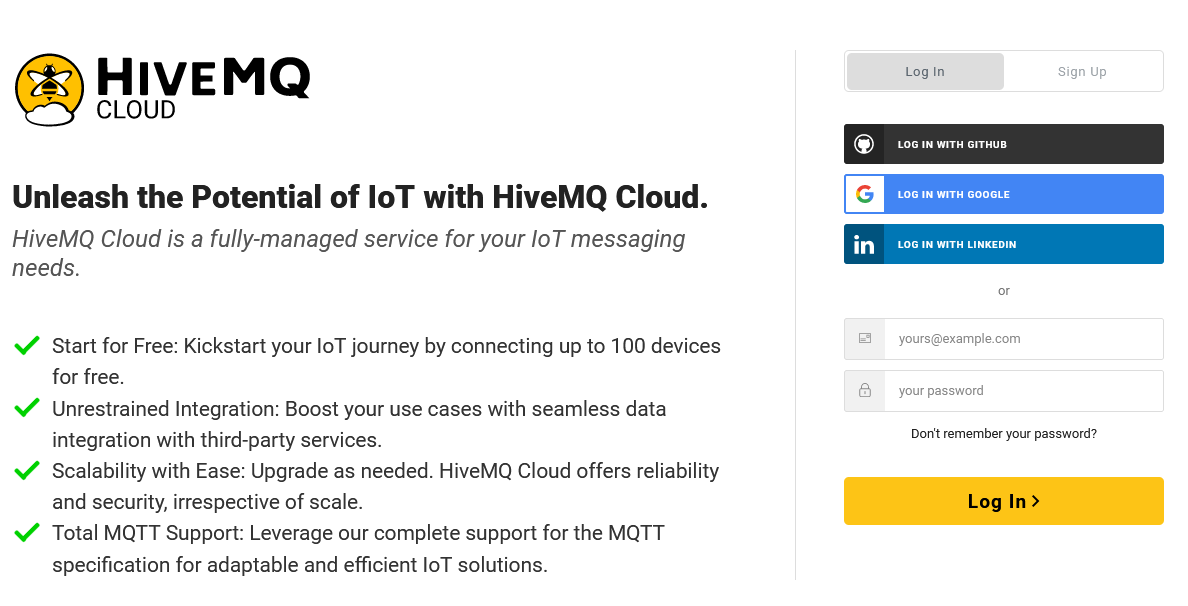 HIVEMQ
CLOUD
Unleash the Potential of IoT with HiveMQ Cloud.
HiveMQ Cloud is a fully-managed service for your IoT messaging
needs.
Start for Free: Kickstart your IoT journey by connecting up to 100 devices
for free.
Unrestrained Integration: Boost your use cases with seamless data
integration with third-party services.
Scalability with Ease: Upgrade as needed. HiveMQ Cloud offers reliability
and security, irrespective of scale.
Total MQTT Support: Leverage our complete support for the MQTT
specification for adaptable and efficient IoT solutions.
Log In
Sign Up
LOG IN WITH GITHUB
LOG IN WITH GOOGLE
in
LOG IN WITH LINKEDIN
or
yours@example.com
your password
Don't remember your password?
Log In